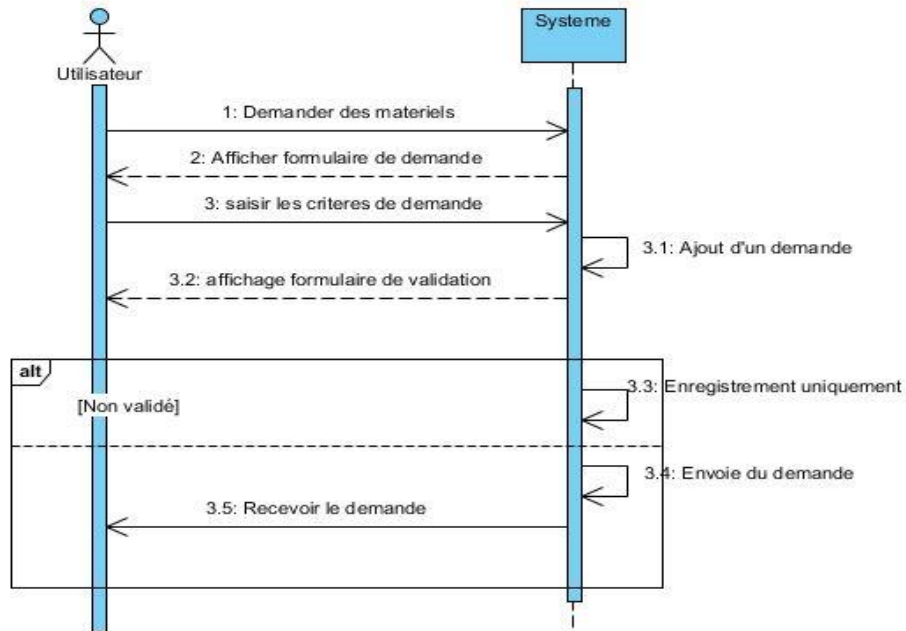 Systeme
Utilisateur
1: Demander des materiels
2: Afficher formulaire de demande
3: saisir les criteres de demande
3.1: Ajout d'un demande
3.2: affichage formulaire de validation
alt
3.3: Enregistrement uniquement
[Non validé]
3.4: Envoie du demande
3.5: Recevoir le demande